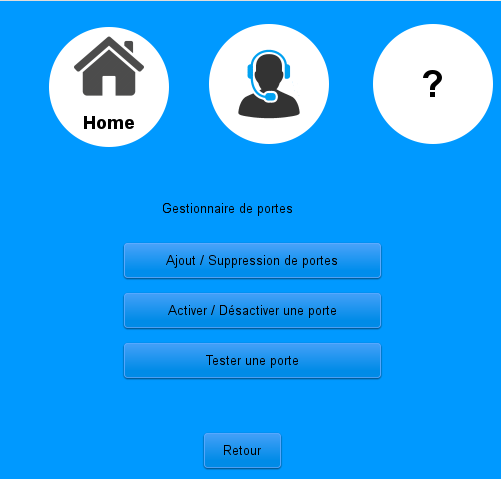 Home
?
Gestionnaire de portes
Ajout / Suppression de portes
Activer / Désactiver une porte
Tester une porte
Retour